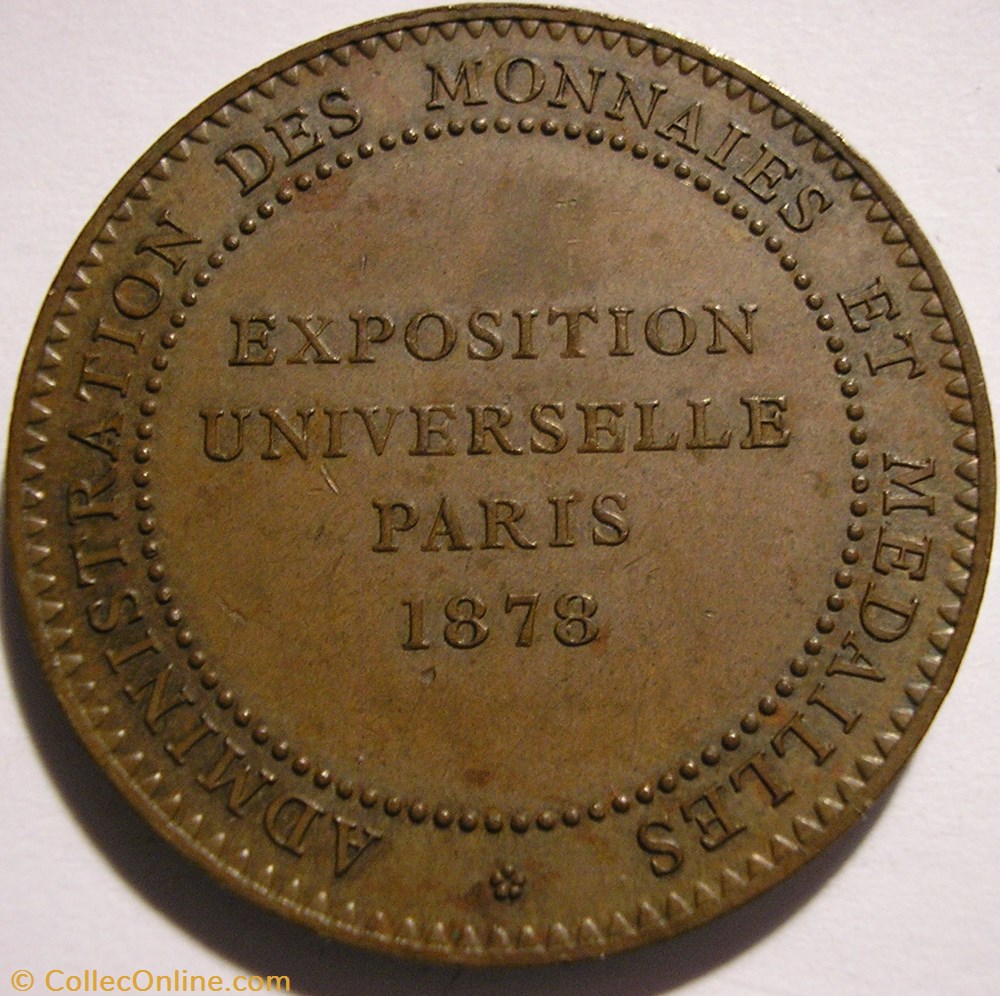 ADMINISTRATION DES MONNAIES ET MEDAILLES
EXPOSITION
UNIVERSELLE
PARIS
1878
© CollecOnline.com